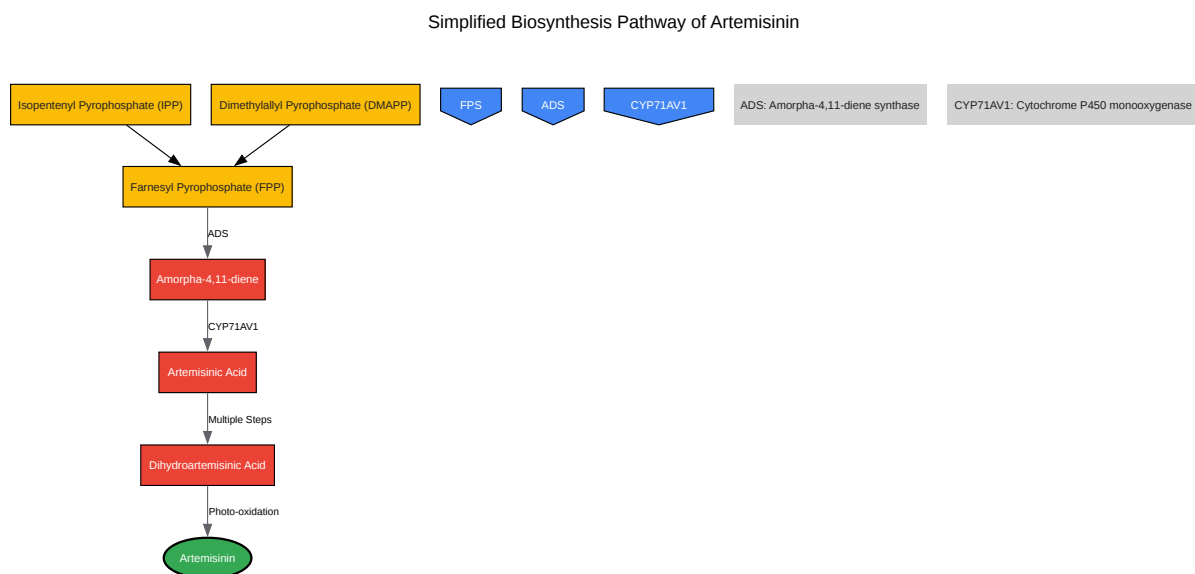 Simplified Biosynthesis Pathway of Artemisinin
Isopentenyl Pyrophosphate (IPP)
Dimethylallyl Pyrophosphate (DMAPP)
FPS
ADS
CYP71AV1
ADS: Amorpha-4,11-diene synthase
CYP71AV1: Cytochrome P450 monooxygenase
Farnesyl Pyrophosphate (FPP)
ADS
Amorpha-4,11-diene
CYP71AV1
Artemisinic Acid
Multiple Steps
Dihydroartemisinic Acid
Photo-oxidation
Artemisinin